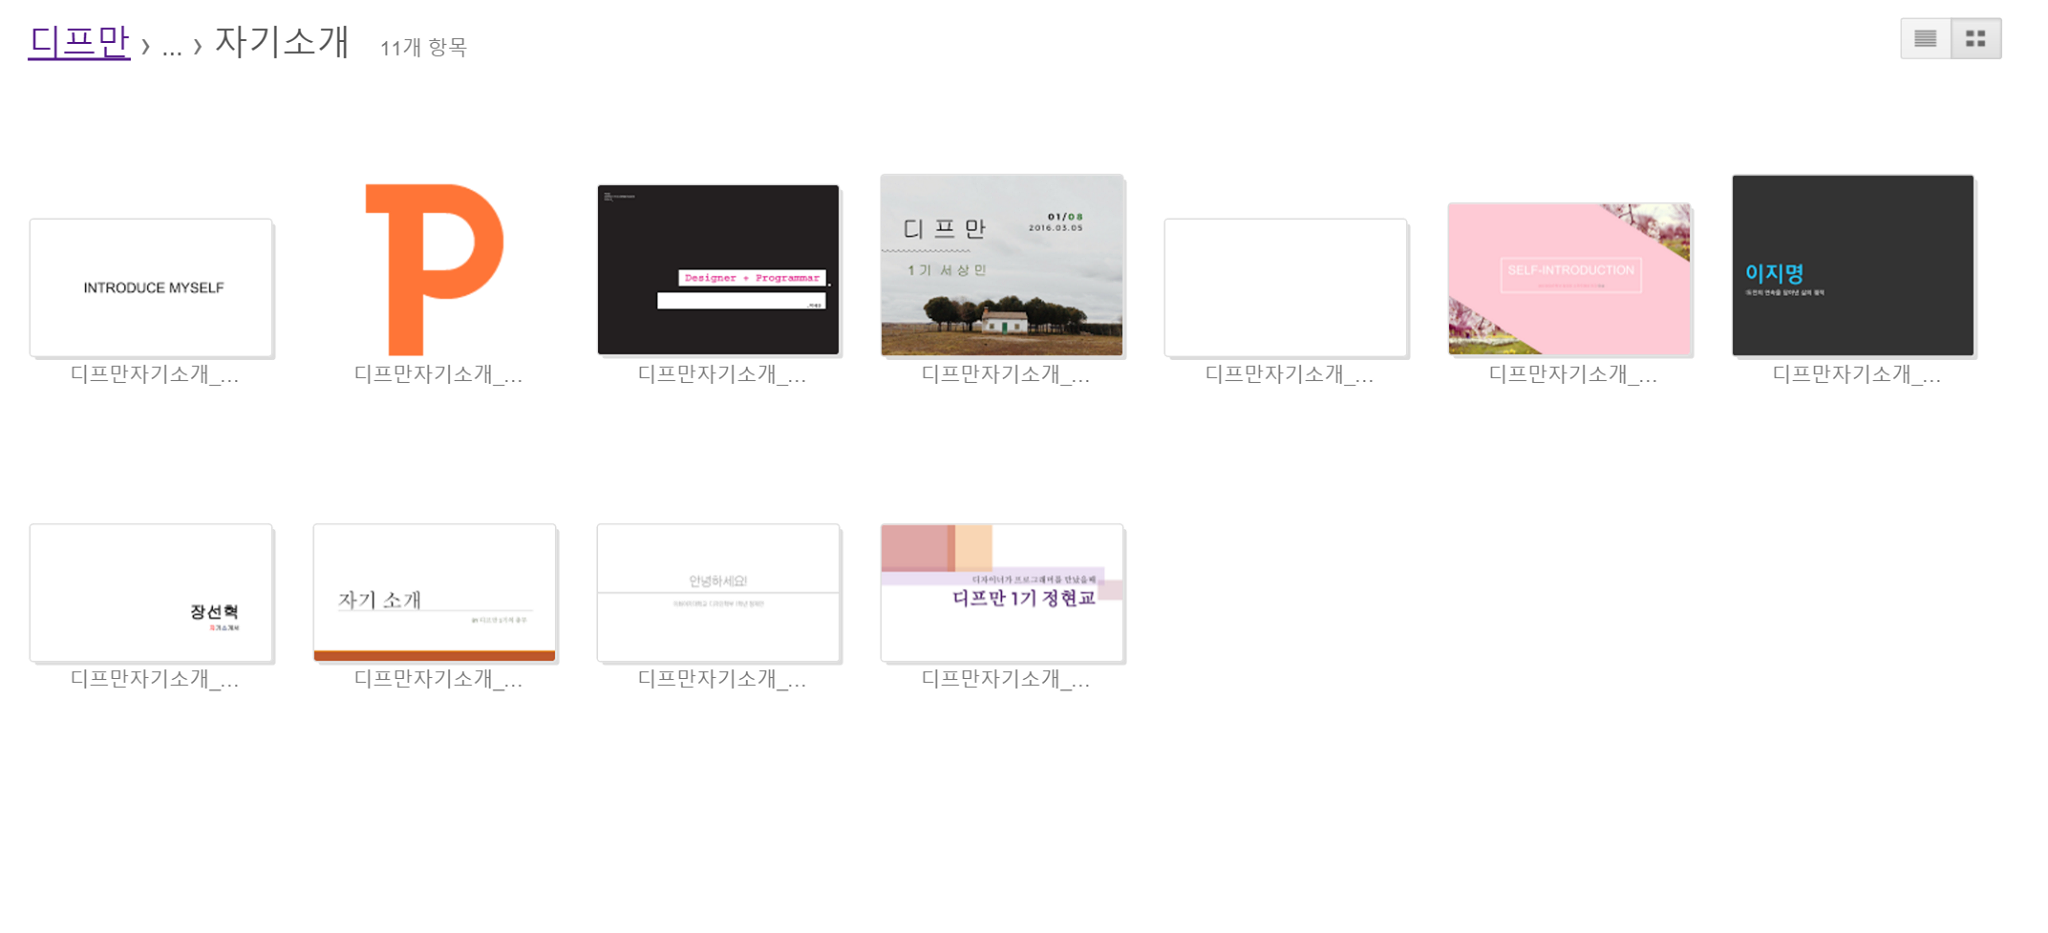 디프만 › ... › 자기소개 11개 항목
INTRODUCE MYSELF
P
Designer + Programmar
디프만
01/08
2016.03.05
1기 서상민
SELF-INTRODUCTION
이지명
디프만자기소개_... 디프만자기소개_... 디프만자기소개_... 디프만자기소개_... 디프만자기소개_... 디프만자기소개_... 디프만자기소개_...
장선혁
자기소개서
자기 소개
안녕하세요!
디자이너가 프로그래머를 만났을때
디프만 1기 정현교
디프만자기소개_... 디프만자기소개_... 디프만자기소개_... 디프만자기소개_...